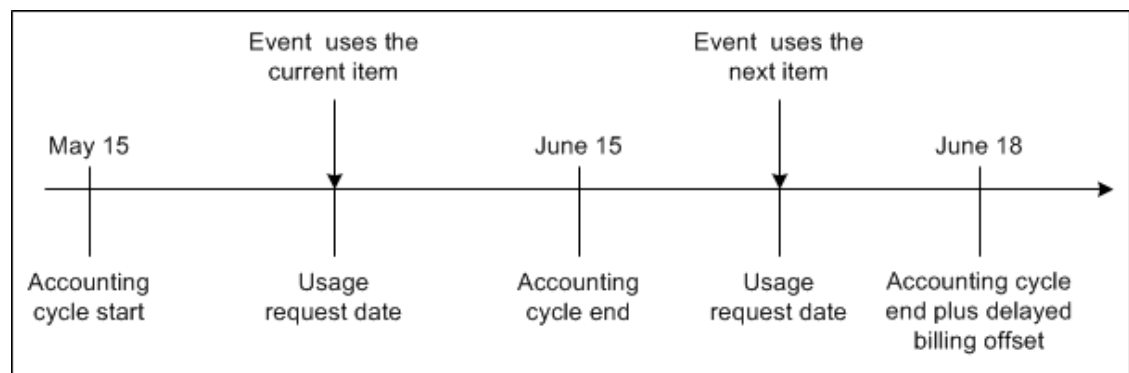 Event uses the
current item
Event uses the
next item
May 15
June 15
June 18
Accounting
cycle start
Usage
request date
Accounting
cycle end
Usage
request date
Accounting cycle
end plus delayed
billing offset